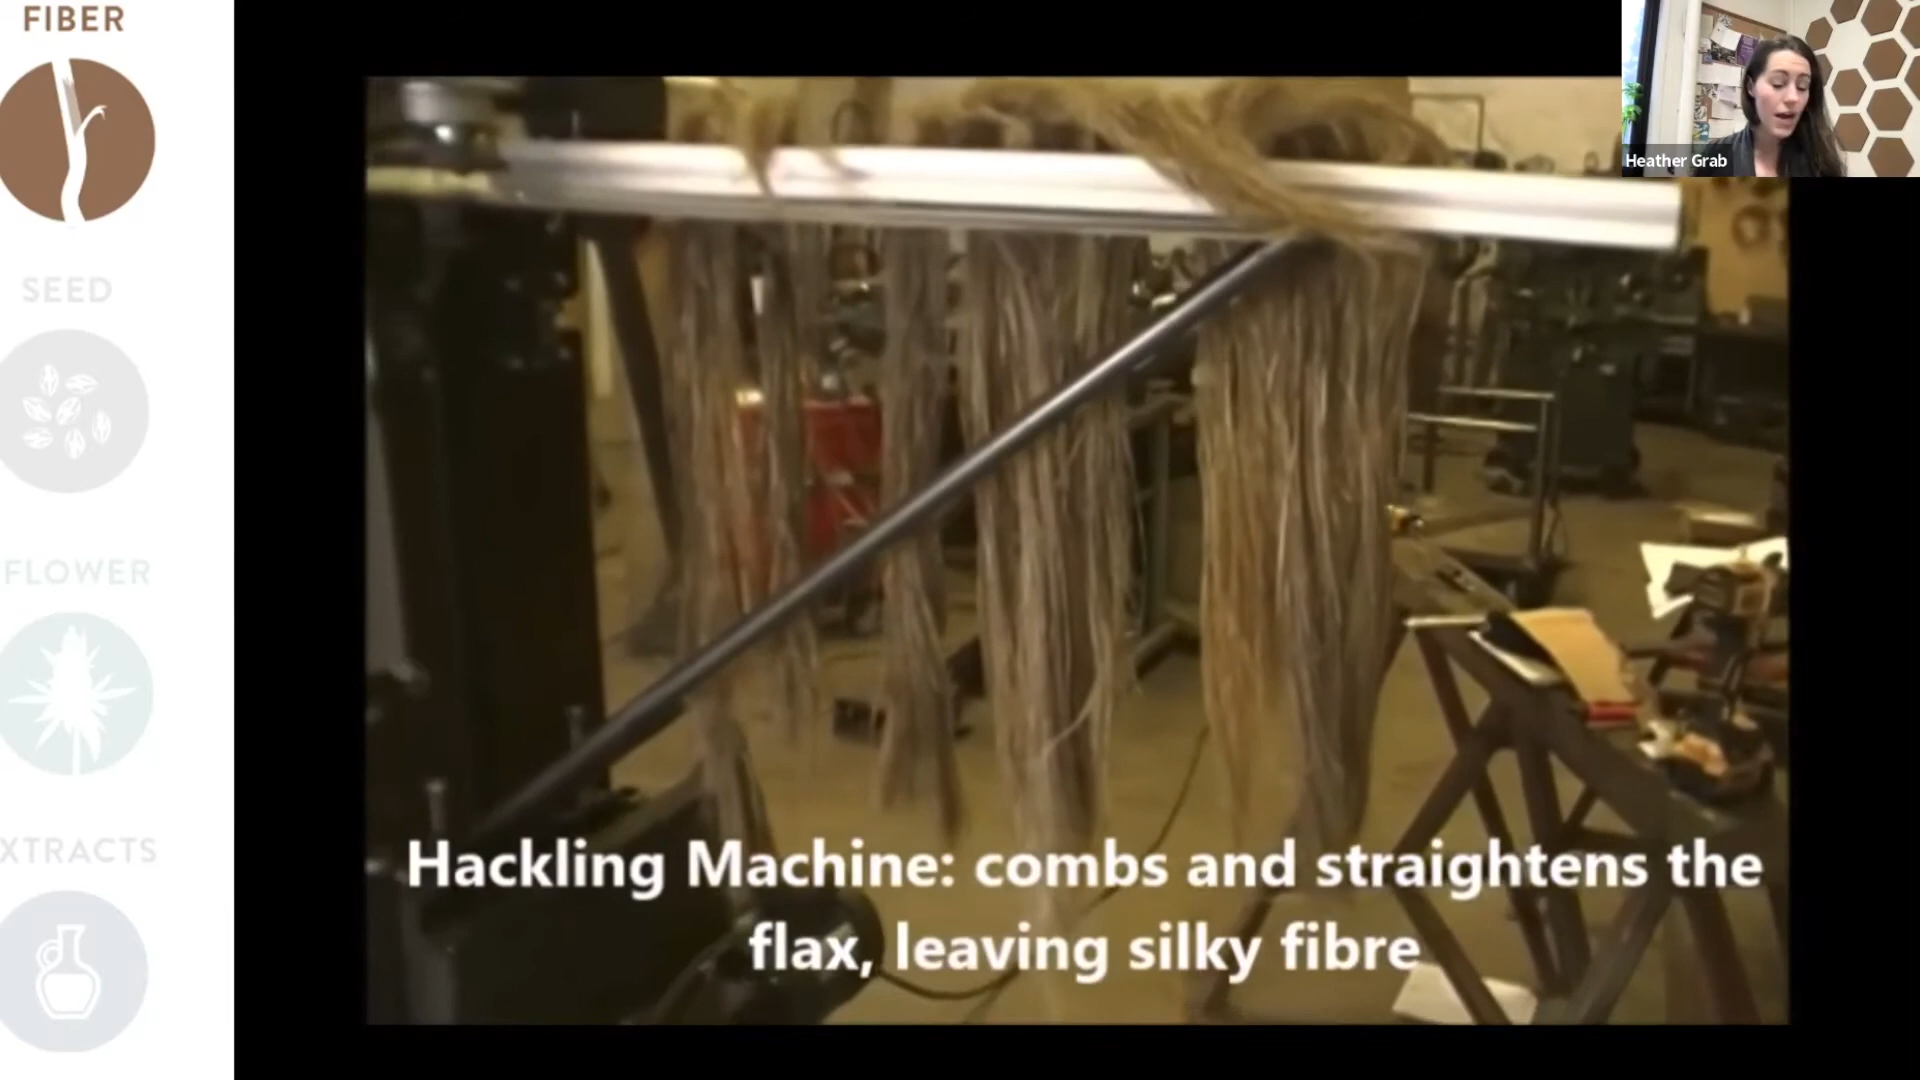 FIBER
SEED
FLOWER
XTRACTS
Heather Grab
Hackling Machine: combs and straightens the
flax, leaving silky fibre